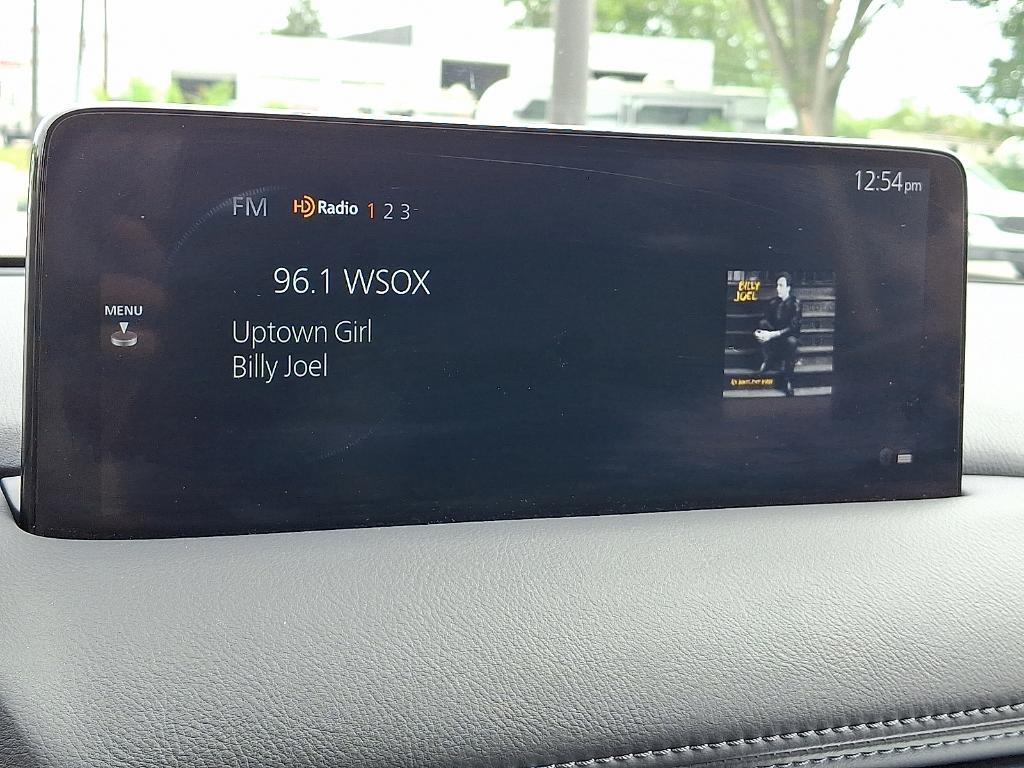 12:54pm
FM HD Radio 1 2 3
96.1 WSOX
MENU
Uptown Girl
Billy Joel
BILLY
JOEL